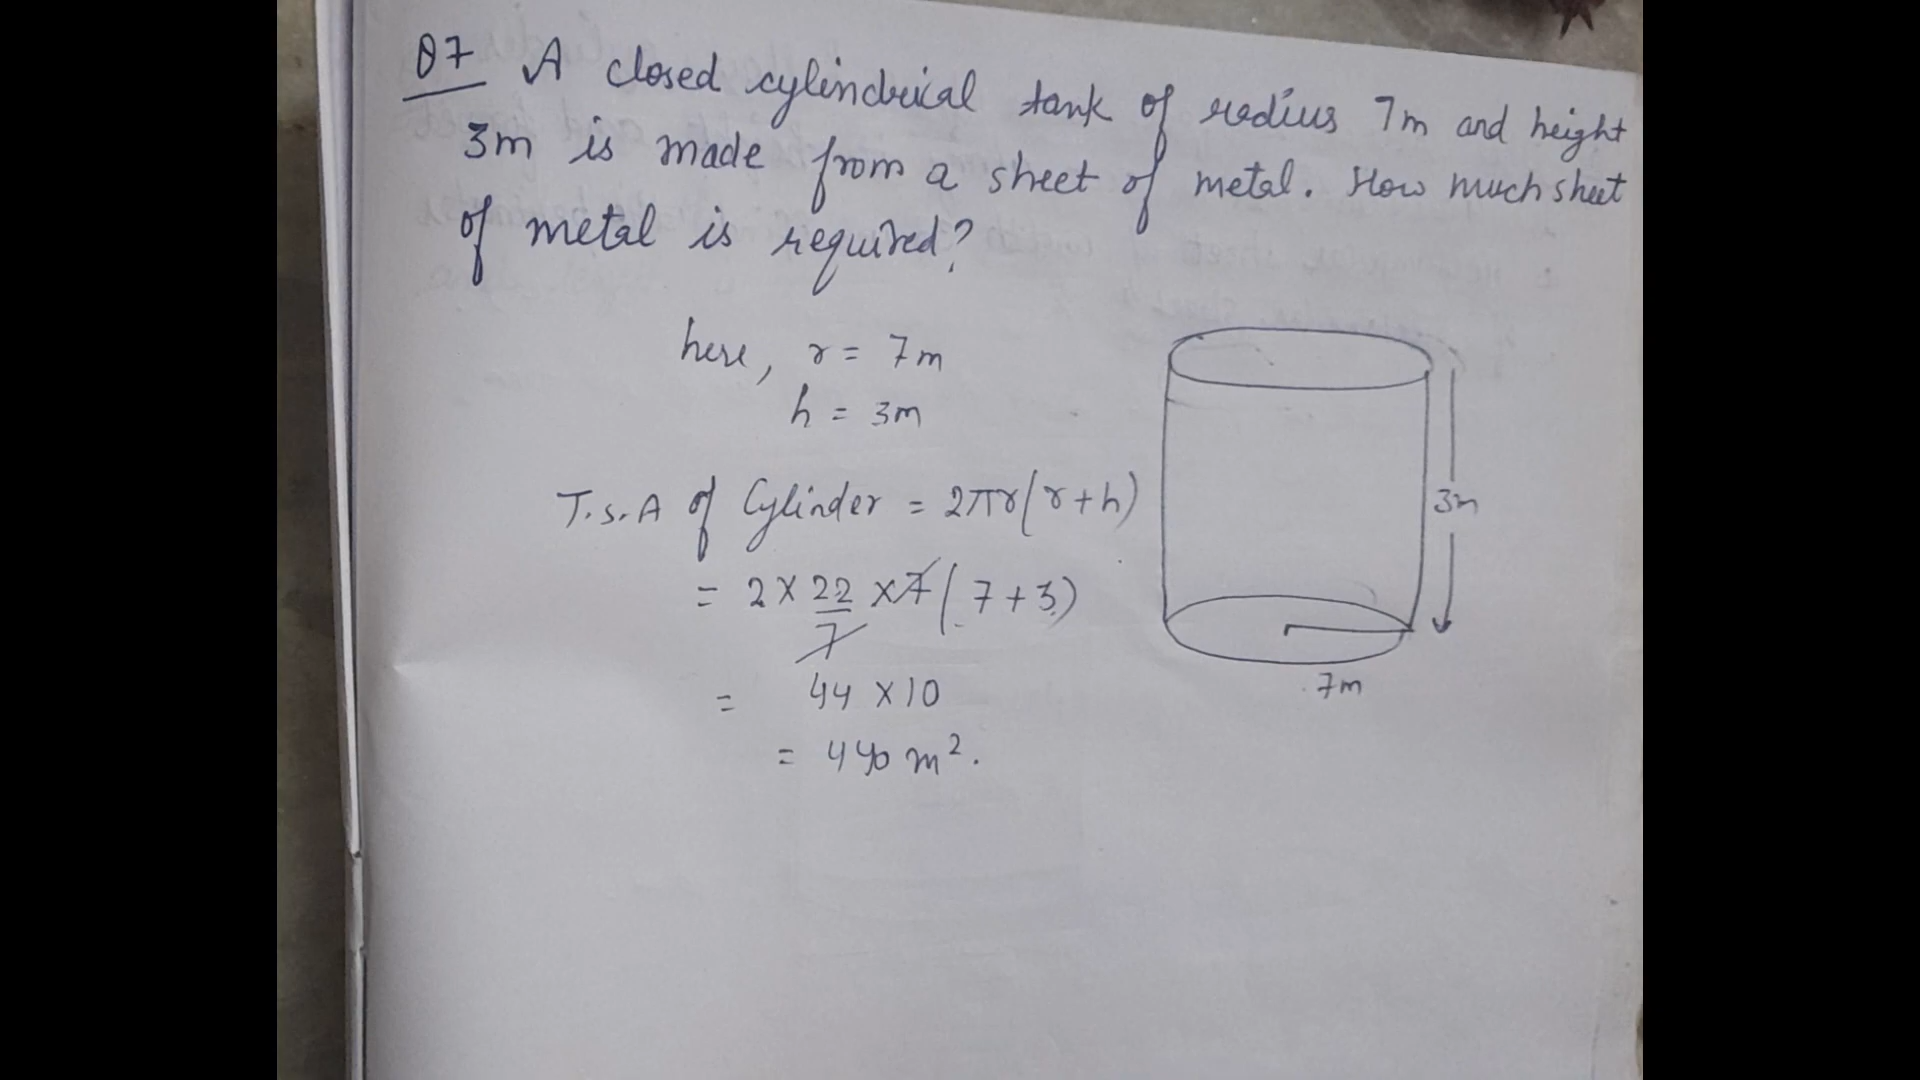 Q7 A closed cylindrical tank of radius 7m and height
3m is made from a sheet of metal. How much sheet
of metal is required?
here, r = 7m
h = 3m
T.S.A of Cylinder = 2πr(r+h)
= 2 × 22/7 × 7 ( 7+3)
= 44 × 10
= 440 m².
3m
7m